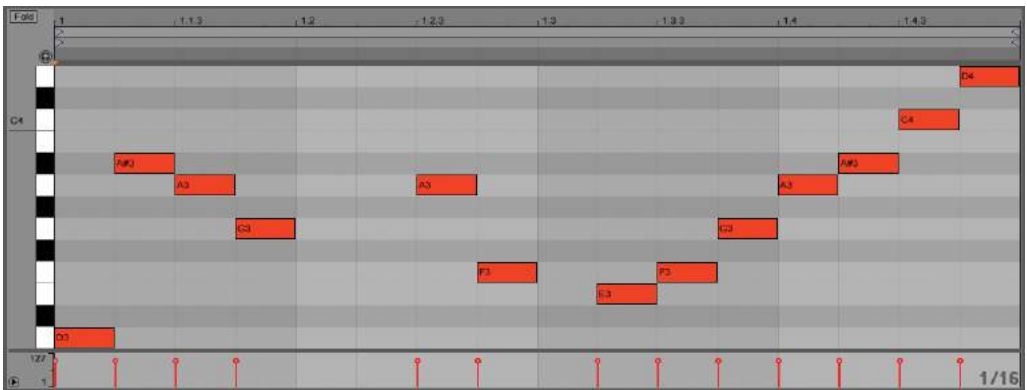 Fold 1 1.1.3 1.2 1.2.3 1.3 1.3.3 1.4 1.4.3
D4
C4 C4
A#3 A#3
A3 A3 A3
G3 G3
F3 F3
E3
D3
127
1 1/16